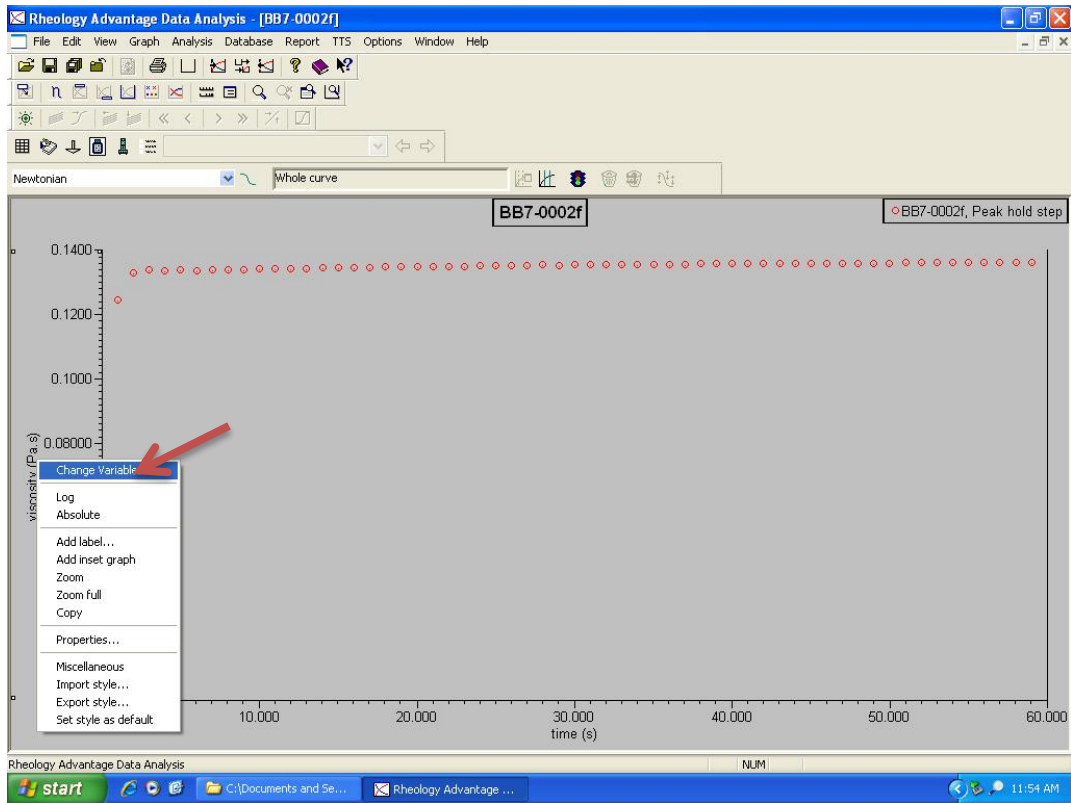 Rheology Advantage Data Analysis - [BB7-0002f]
File Edit View Graph Analysis Database Report TTS Options Window Help
Newtonian
Whole curve
BB7-0002f
BB7-0002f, Peak hold step
0.1400
0.1200
0.1000
0.08000
viscosity (Pa.s)
Change Variable
Log
Absolute
Add label...
Add inset graph
Zoom
Zoom full
Copy
Properties...
Miscellaneous
Import style...
Export style...
Set style as default
10.000 20.000 30.000 40.000 50.000 60.000
time (s)
Rheology Advantage Data Analysis
NUM
start
C:\Documents and Se...
Rheology Advantage ...
11:54 AM